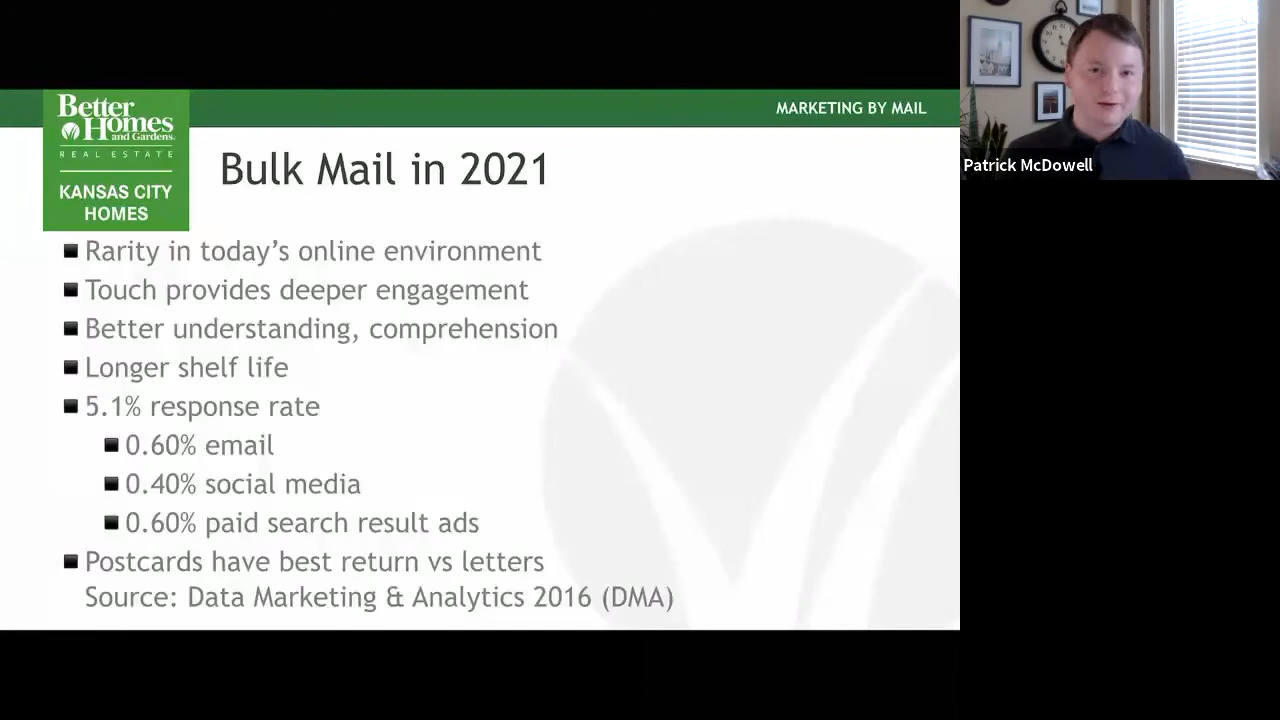 Better
Homes
and Gardens.
REAL ESTATE
KANSAS CITY
HOMES
MARKETING BY MAIL
Bulk Mail in 2021
Rarity in today's online environment
Touch provides deeper engagement
Better understanding, comprehension
Longer shelf life
5.1% response rate
0.60% email
0.40% social media
0.60% paid search result ads
Postcards have best return vs letters
Source: Data Marketing & Analytics 2016 (DMA)
Patrick McDowell